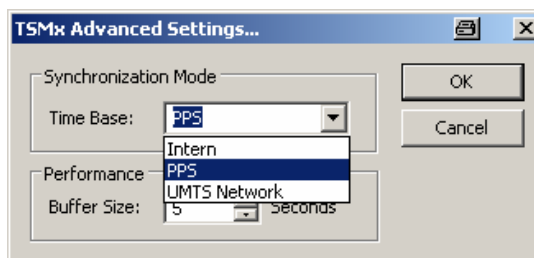 TSMx Advanced Settings...
Synchronization Mode
OK
Time Base: PPS
Cancel
Intern
PPS
UMTS Network
Performance
Buffer Size: 5 Seconds